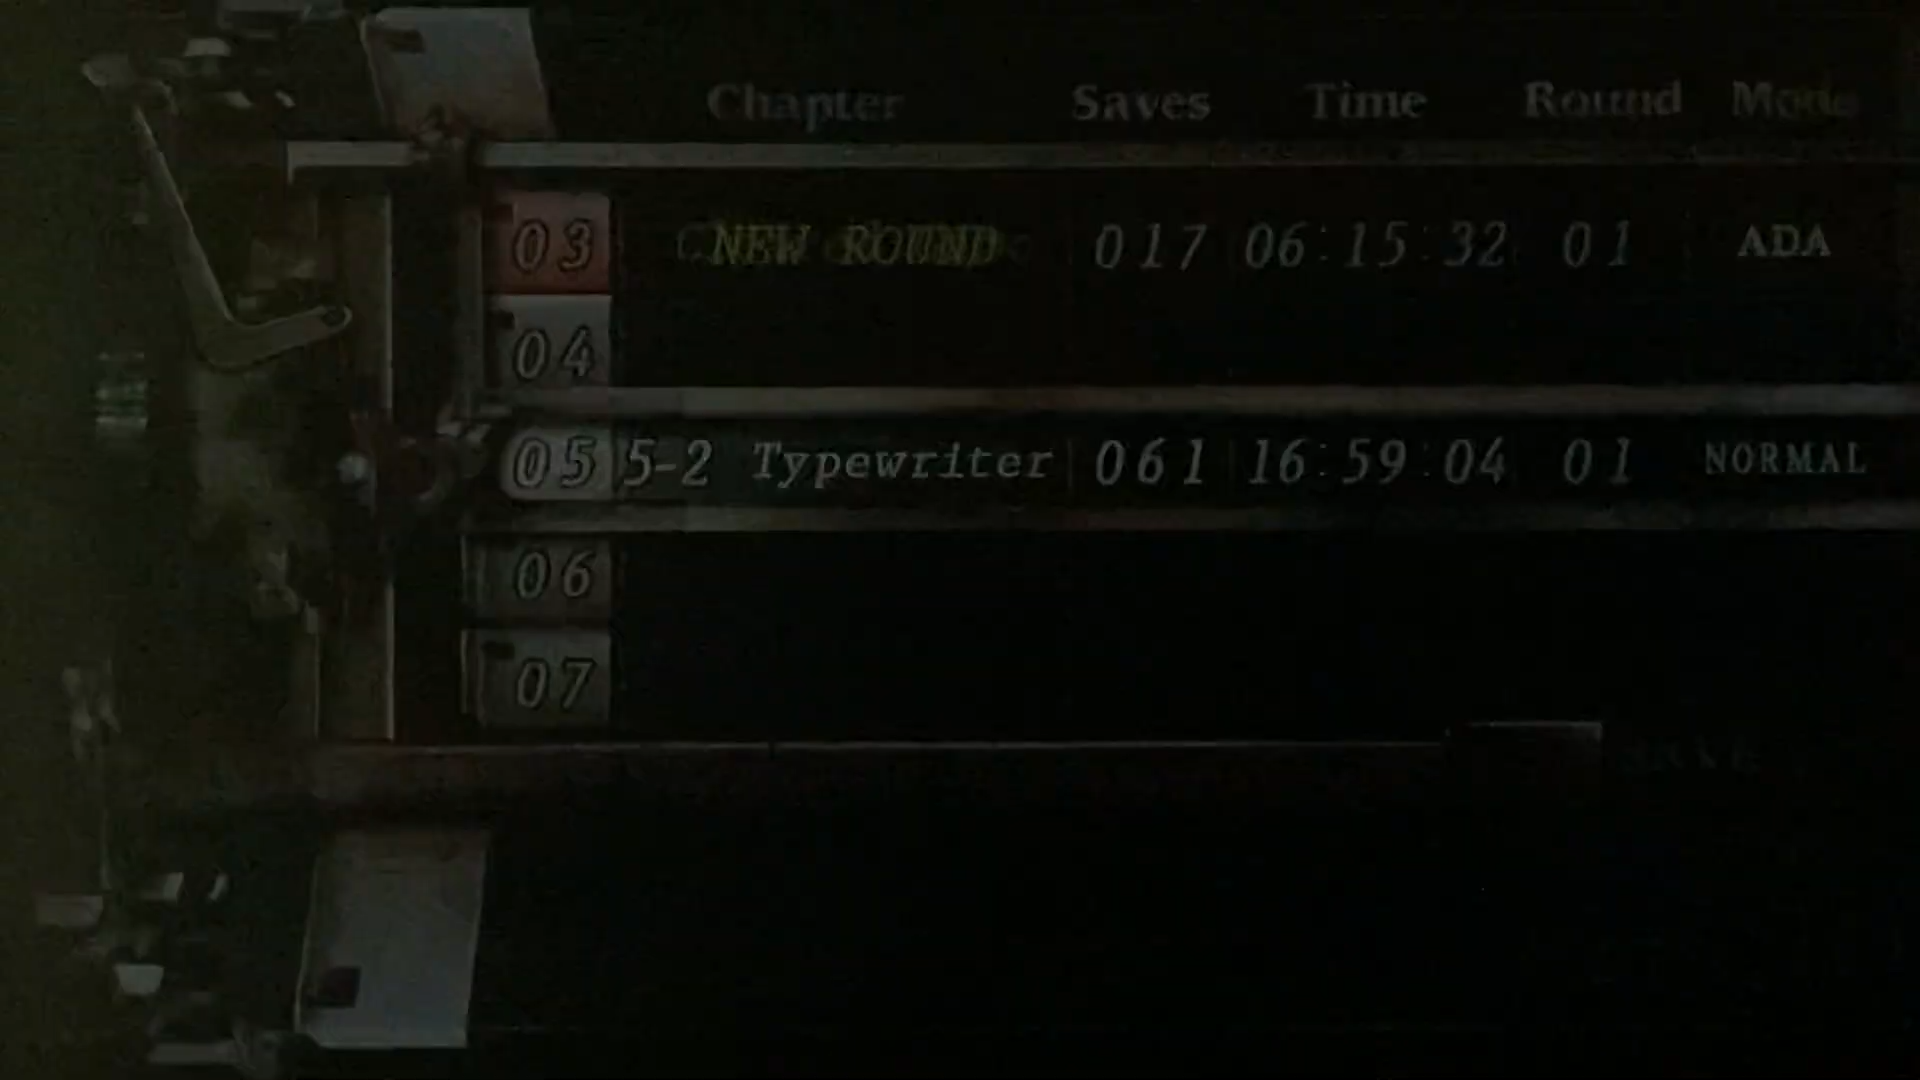 Chapter Saves Time Round Mode
03 NEW ROUND 017 06:15:32 01 ADA
04
05 5-2 Typewriter 061 16:59:04 01 NORMAL
06
07